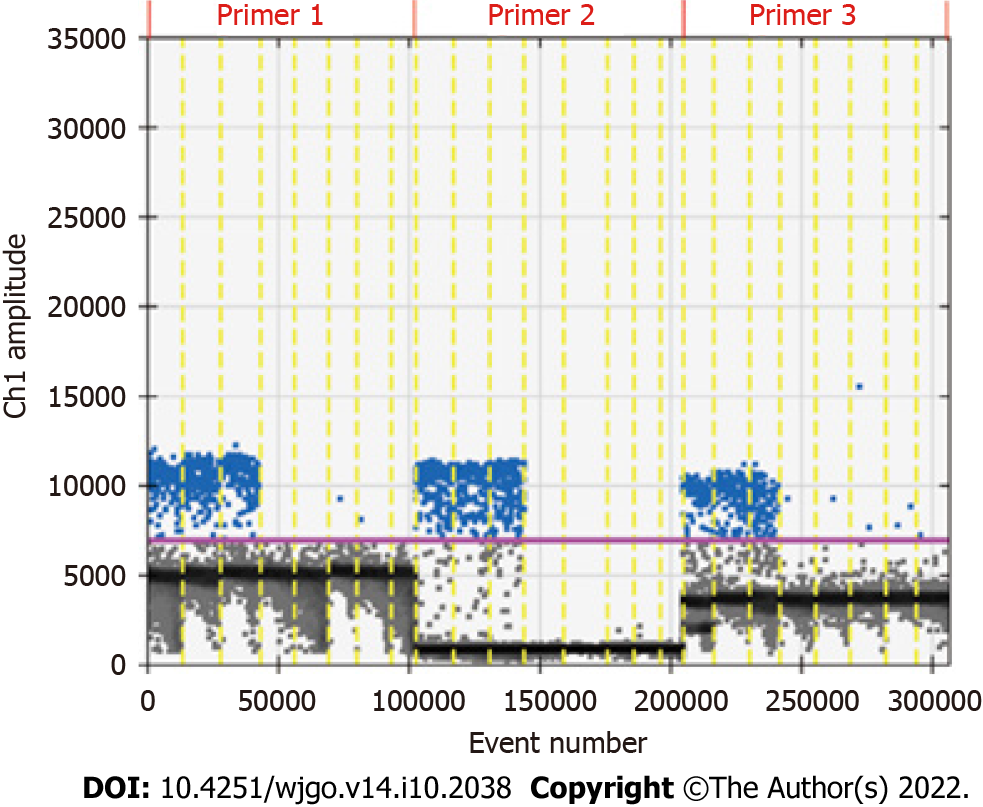 Primer 1 Primer 2 Primer 3
35000
30000
25000
20000
15000
10000
5000
0
Ch1 amplitude
0 50000 100000 150000 200000 250000 300000
Event number
DOI: 10.4251/wjgo.v14.i10.2038 Copyright ©The Author(s) 2022.